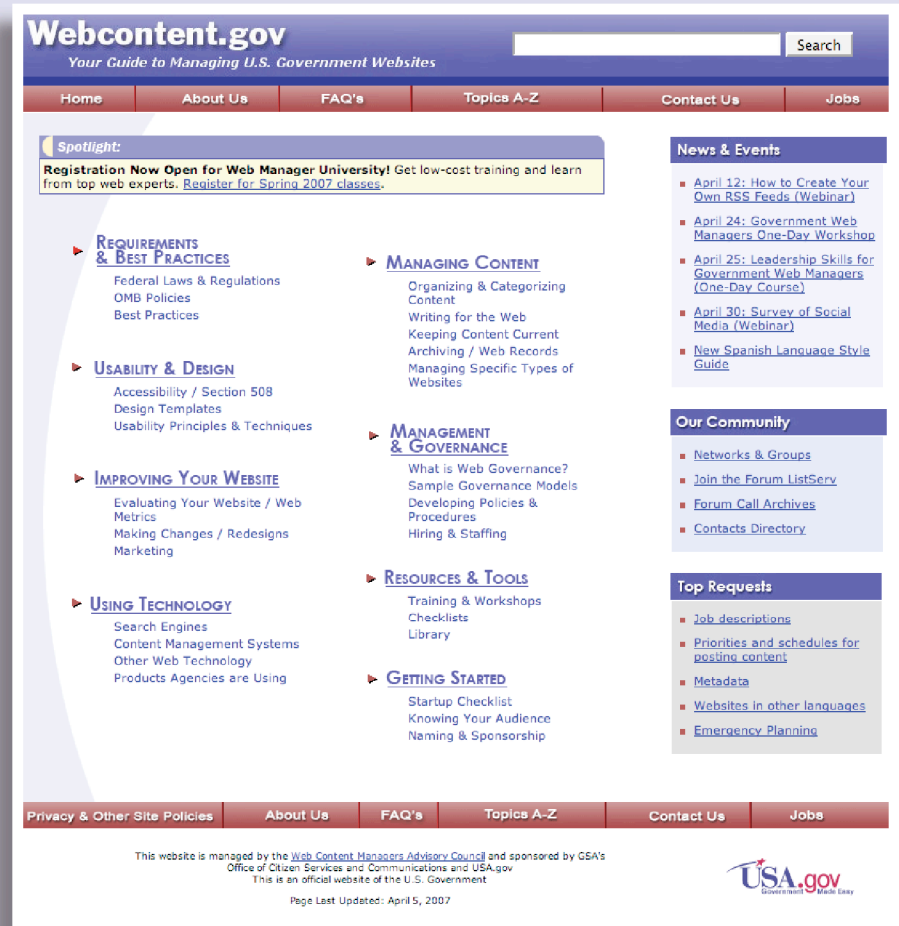 Webcontent.gov
Your Guide to Managing U.S. Government Websites
Search
Home
About Us
FAQ's
Topics A-Z
Contact Us
Jobs
Spotlight:
Registration Now Open for Web Manager University! Get low-cost training and learn
from top web experts. Register for Spring 2007 classes.
REQUIREMENTS
& BEST PRACTICES
Federal Laws & Regulations
OMB Policies
Best Practices
USABILITY & DESIGN
Accessibility / Section 508
Design Templates
Usability Principles & Techniques
IMPROVING YOUR WEBSITE
Evaluating Your Website / Web
Metrics
Making Changes / Redesigns
Marketing
USING TECHNOLOGY
Search Engines
Content Management Systems
Other Web Technology
Products Agencies are Using
MANAGING CONTENT
Organizing & Categorizing
Content
Writing for the Web
Keeping Content Current
Archiving / Web Records
Managing Specific Types of
Websites
MANAGEMENT
& GOVERNANCE
What is Web Governance?
Sample Governance Models
Developing Policies &
Procedures
Hiring & Staffing
RESOURCES & TOOLS
Training & Workshops
Checklists
Library
GETTING STARTED
Startup Checklist
Knowing Your Audience
Naming & Sponsorship
News & Events
April 12: How to Create Your
Own RSS Feeds (Webinar)
April 24: Government Web
Managers One-Day Workshop
April 25: Leadership Skills for
Government Web Managers
(One-Day Course)
April 30: Survey of Social
Media (Webinar)
New Spanish Language Style
Guide
Our Community
Networks & Groups
Join the Forum ListServ
Forum Call Archives
Contacts Directory
Top Requests
Job descriptions
Priorities and schedules for
posting content
Metadata
Websites in other languages
Emergency Planning
Privacy & Other Site Policies
About Us
FAQ's
Topics A-Z
Contact Us
Jobs
This website is managed by the Web Content Managers Advisory Council and sponsored by GSA's
Office of Citizen Services and Communications and USA.gov
This is an official website of the U.S. Government
Page Last Updated: April 5, 2007
USA.gov
Government Made Easy